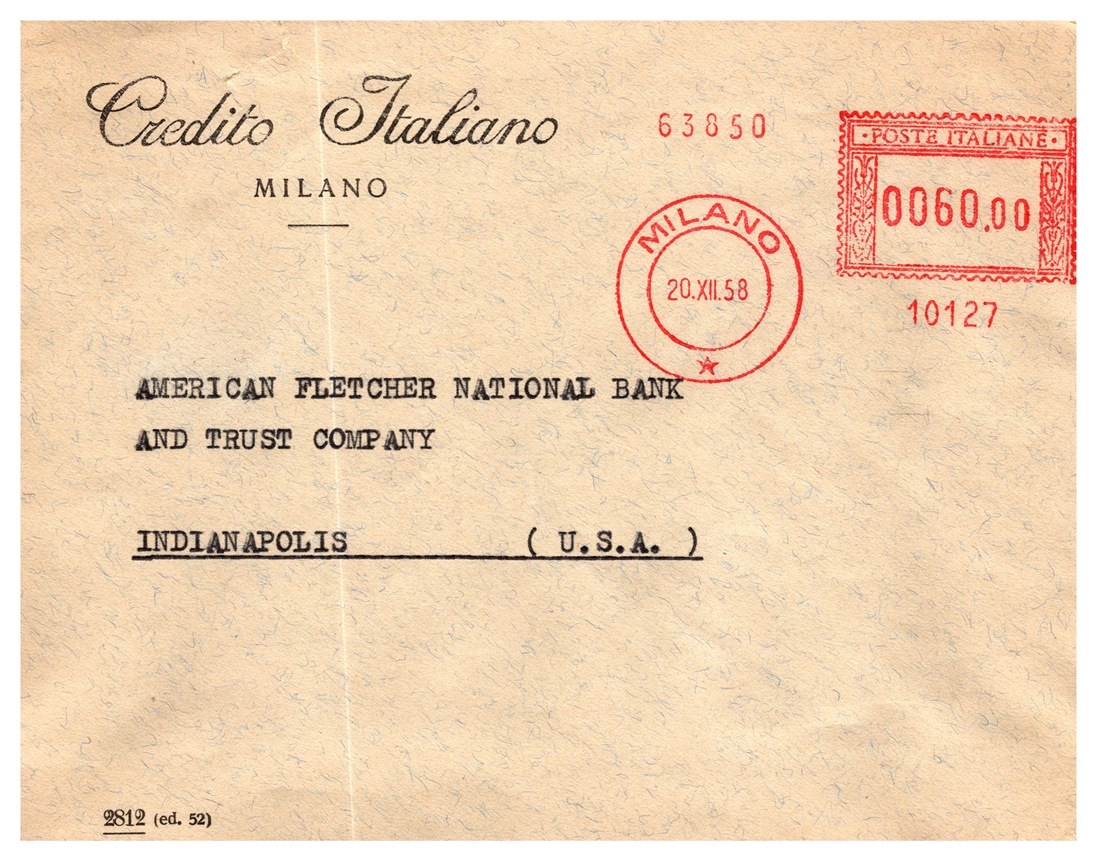 Credito Italiano
MILANO
63850
POSTE ITALIANE
0060.00
MILANO
20.XII.58
10127
AMERICAN FLETCHER NATIONAL BANK
AND TRUST COMPANY
INDIANAPOLIS ( U.S.A. )
2812 (ed. 52)